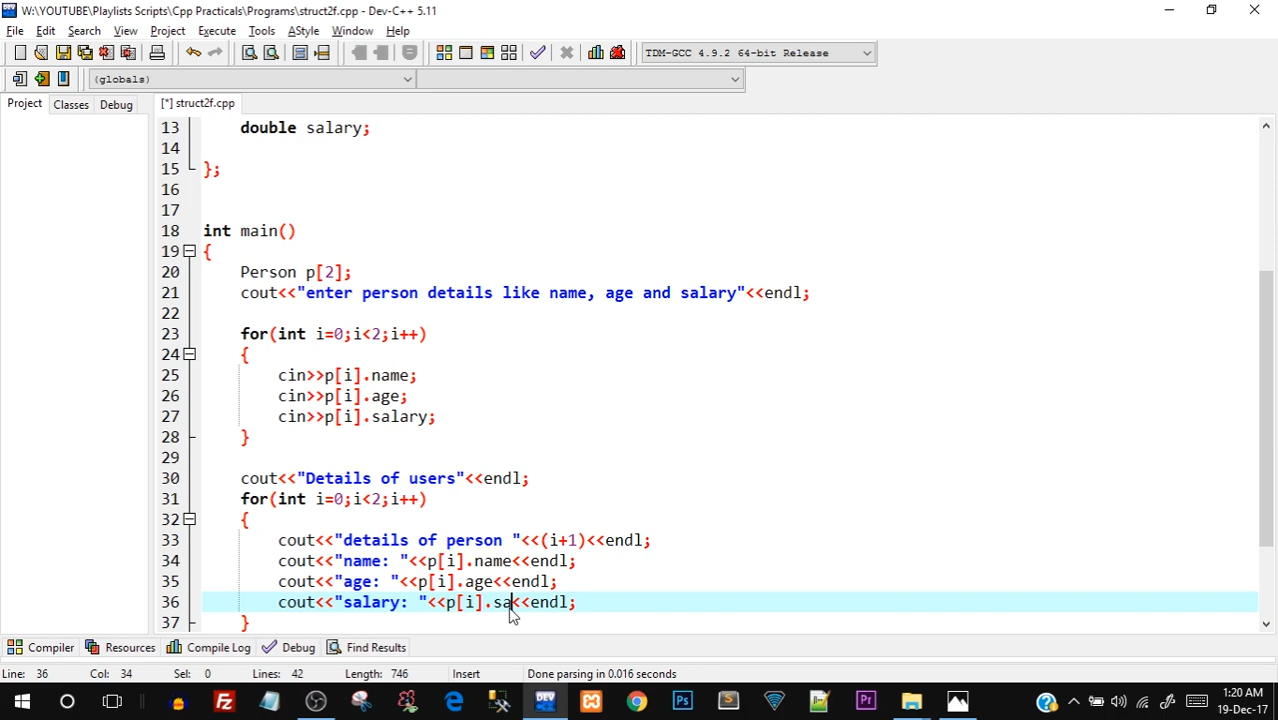 W:\YOUTUBE\Playlists Scripts\Cpp Practicals\Programs\struct2f.cpp - Dev-C++ 5.11
File Edit Search View Project Execute Tools AStyle Window Help
TDM-GCC 4.9.2 64-bit Release
(globals)
Project Classes Debug [*] struct2f.cpp
13 double salary;
14
15 };
16
17
18 int main()
19 {
20 Person p[2];
21 cout<<"enter person details like name, age and salary"<<endl;
22
23 for(int i=0;i<2;i++)
24 {
25 cin>>p[i].name;
26 cin>>p[i].age;
27 cin>>p[i].salary;
28 }
29
30 cout<<"Details of users"<<endl;
31 for(int i=0;i<2;i++)
32 {
33 cout<<"details of person "<<(i+1)<<endl;
34 cout<<"name: "<<p[i].name<<endl;
35 cout<<"age: "<<p[i].age<<endl;
36 cout<<"salary: "<<p[i].sa<<endl;
37 }
Compiler Resources Compile Log Debug Find Results
Line: 36 Col: 34 Sel: 0 Lines: 42 Length: 746 Insert Done parsing in 0.016 seconds
Ps S Pr
1:20 AM
19-Dec-17